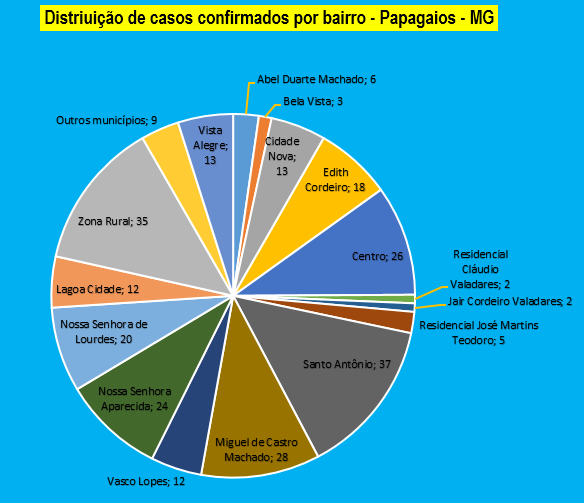 Distriuição de casos confirmados por bairro - Papagaios - MG
Abel Duarte Machado; 6
Bela Vista; 3
Cidade
Nova;
13
Edith
Cordeiro; 18
Centro; 26
Residencial
Cláudio
Valadares; 2
Jair Cordeiro Valadares; 2
Residencial José Martins
Teodoro; 5
Santo Antônio; 37
Miguel de Castro
Machado; 28
Vasco Lopes; 12
Nossa Senhora
Aparecida; 24
Nossa Senhora de
Lourdes; 20
Lagoa Cidade; 12
Zona Rural; 35
Outros municípios; 9
Vista
Alegre;
13